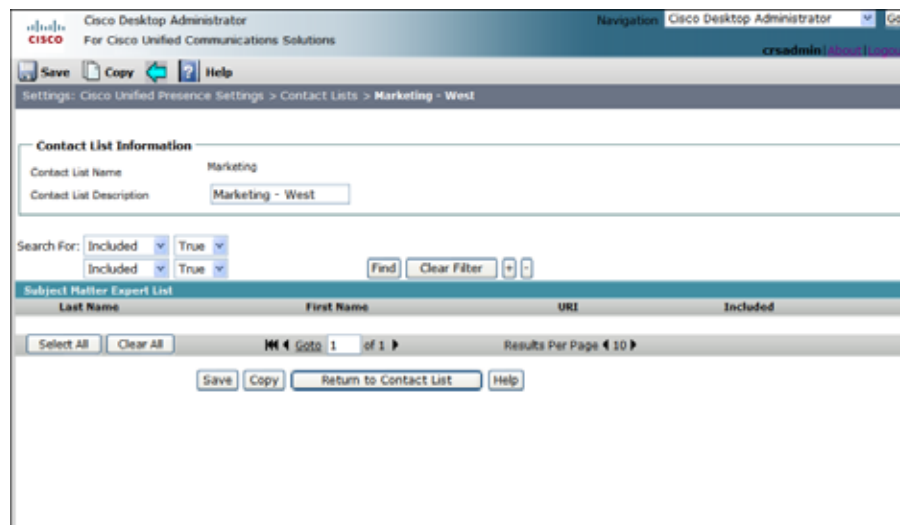 Cisco Desktop Administrator
For Cisco Unified Communications Solutions
CISCO
Navigation Cisco Desktop Administrator Go
crsadmin | About | Logout
Save Copy ? Help
Settings: Cisco Unified Presence Settings > Contact Lists > Marketing - West
Contact List Information
Contact List Name Marketing
Contact List Description Marketing - West
Search For: Included True
Included True
Find Clear Filter + -
Subject Matter Expert List
Last Name First Name URI Included
Select All Clear All Goto 1 of 1 Results Per Page 10
Save Copy Return to Contact List Help